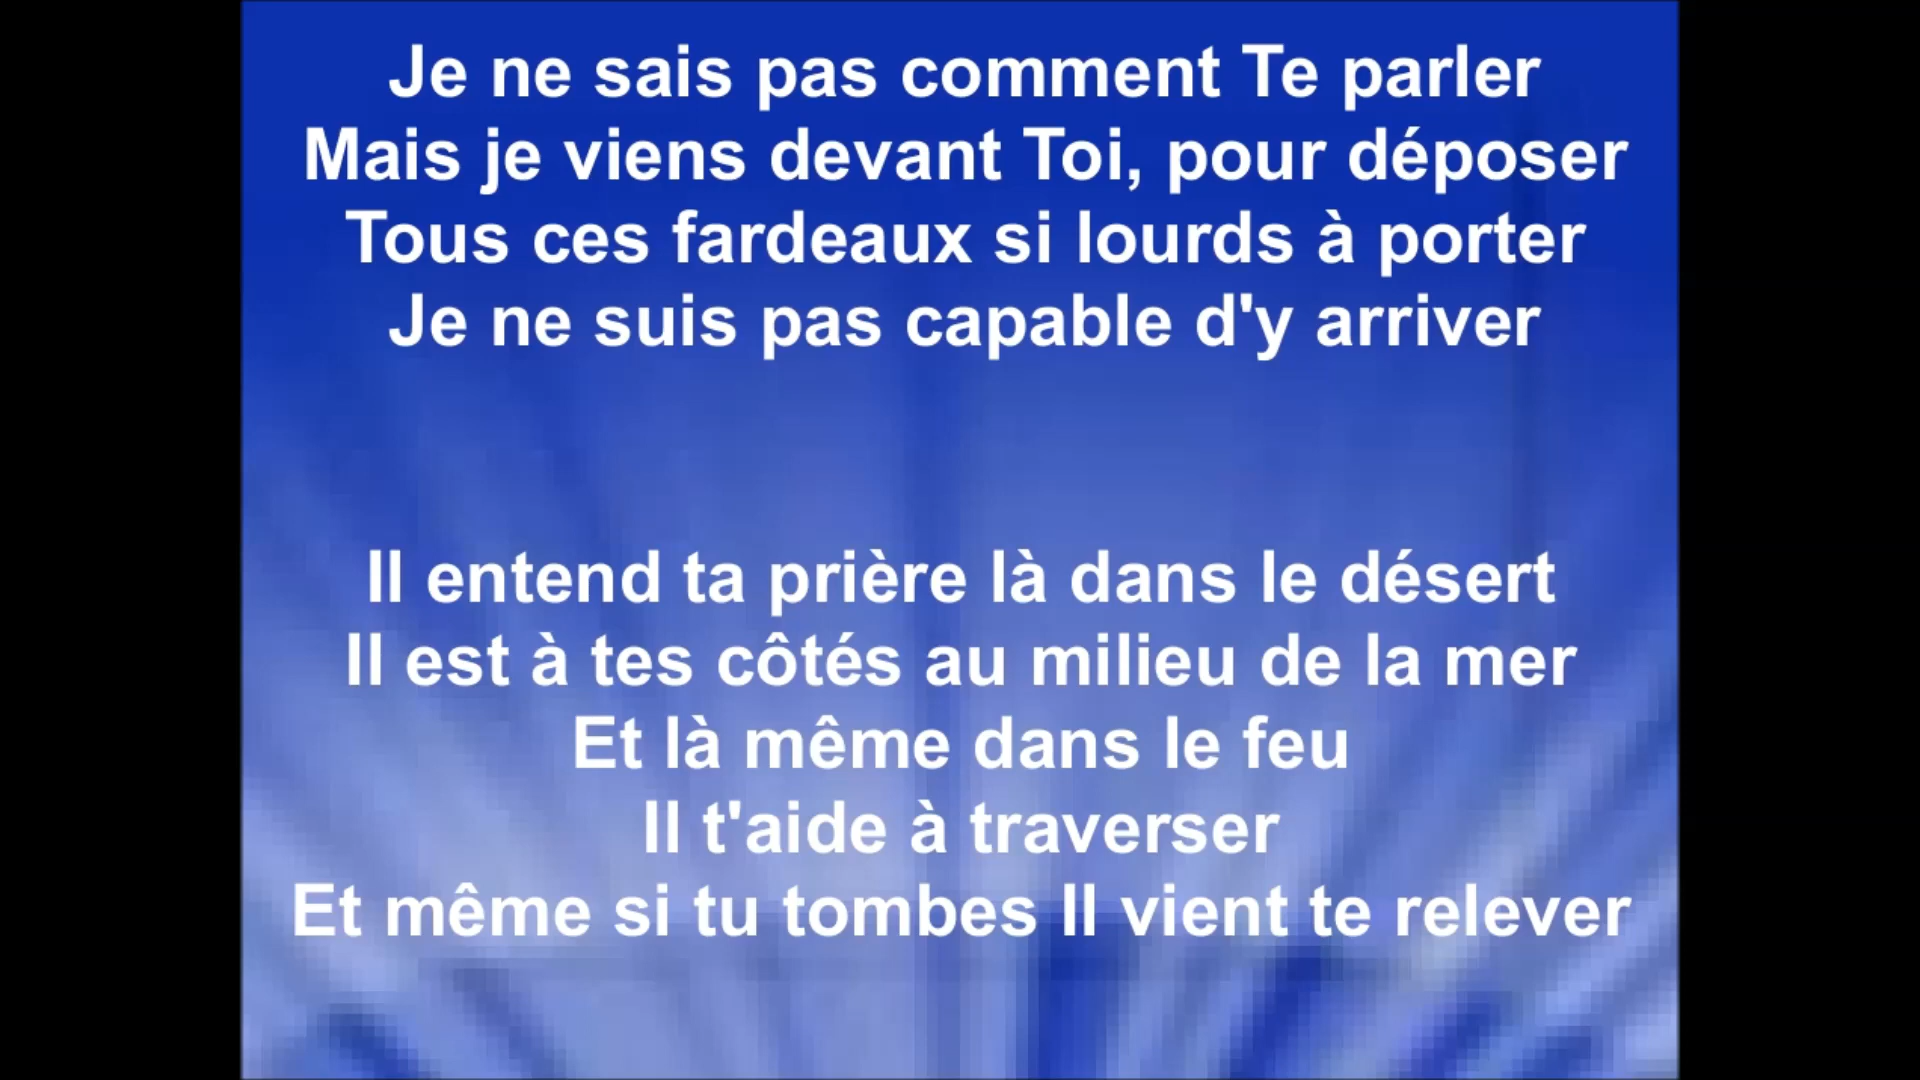 Je ne sais pas comment Te parler
Mais je viens devant Toi, pour déposer
Tous ces fardeaux si lourds à porter
Je ne suis pas capable d'y arriver
Il entend ta prière là dans le désert
Il est à tes côtés au milieu de la mer
Et là même dans le feu
Il t'aide à traverser
Et même si tu tombes Il vient te relever